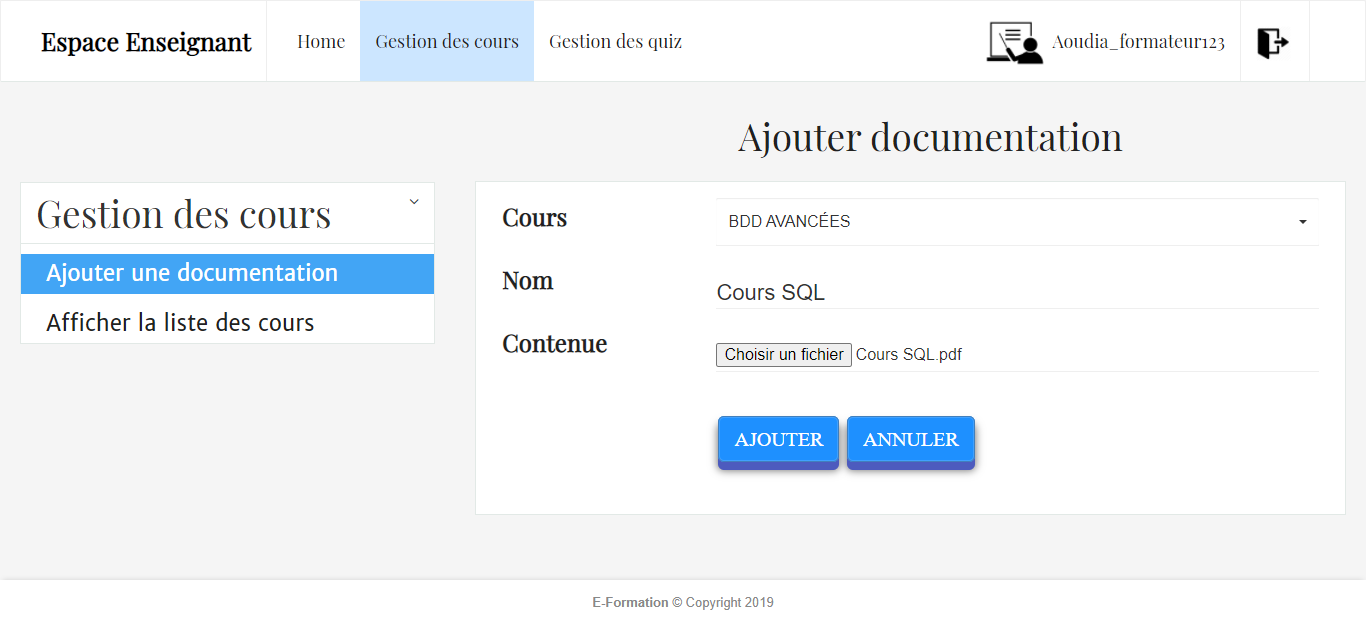 Espace Enseignant
Home
Gestion des cours
Gestion des quiz
Aoudia_formateur123
Ajouter documentation
Gestion des cours
Ajouter une documentation
Afficher la liste des cours
Cours
BDD AVANCÉES
Nom
Cours SQL
Contenue
Choisir un fichier Cours SQL.pdf
AJOUTER
ANNULER
E-Formation © Copyright 2019